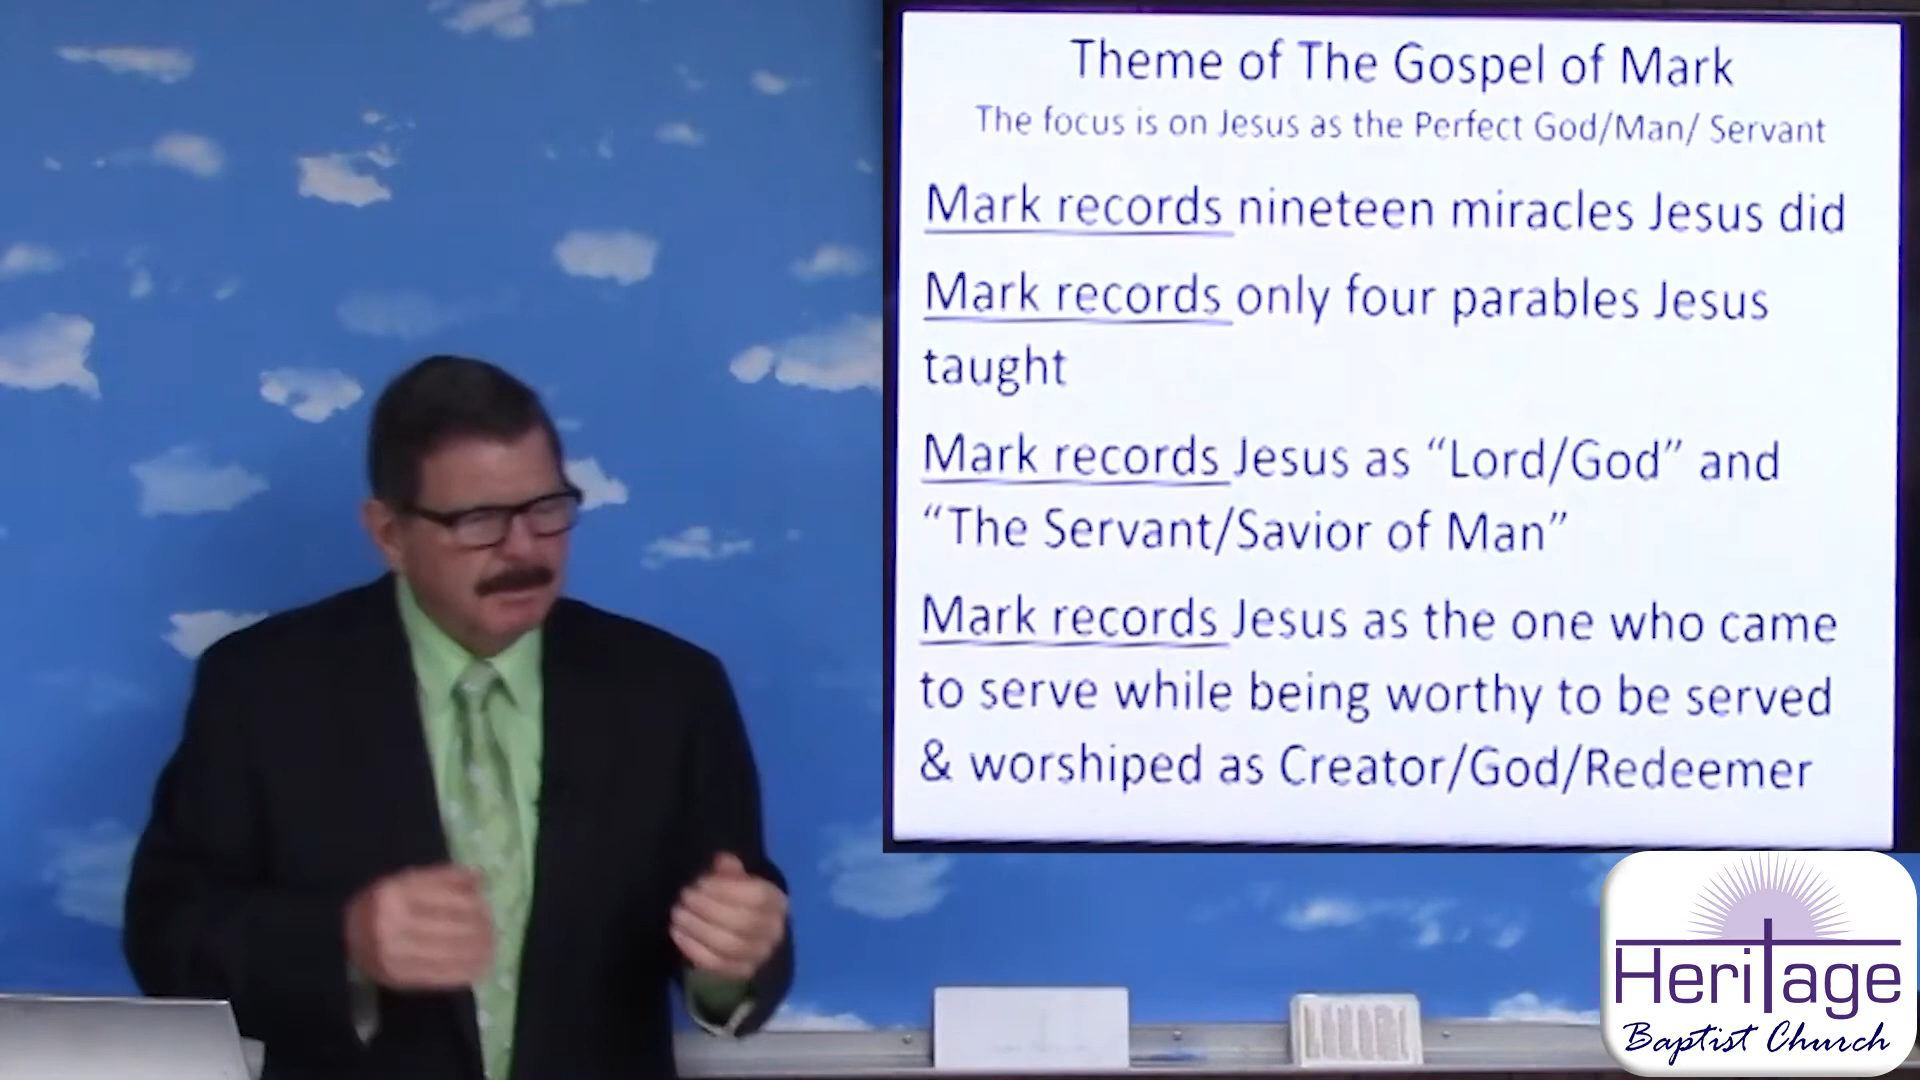 Theme of The Gospel of Mark
The focus is on Jesus as the Perfect God/Man/ Servant
Mark records nineteen miracles Jesus did
Mark records only four parables Jesus
taught
Mark records Jesus as “Lord/God” and
“The Servant/Savior of Man”
Mark records Jesus as the one who came
to serve while being worthy to be served
& worshiped as Creator/God/Redeemer
Heritage
Baptist Church